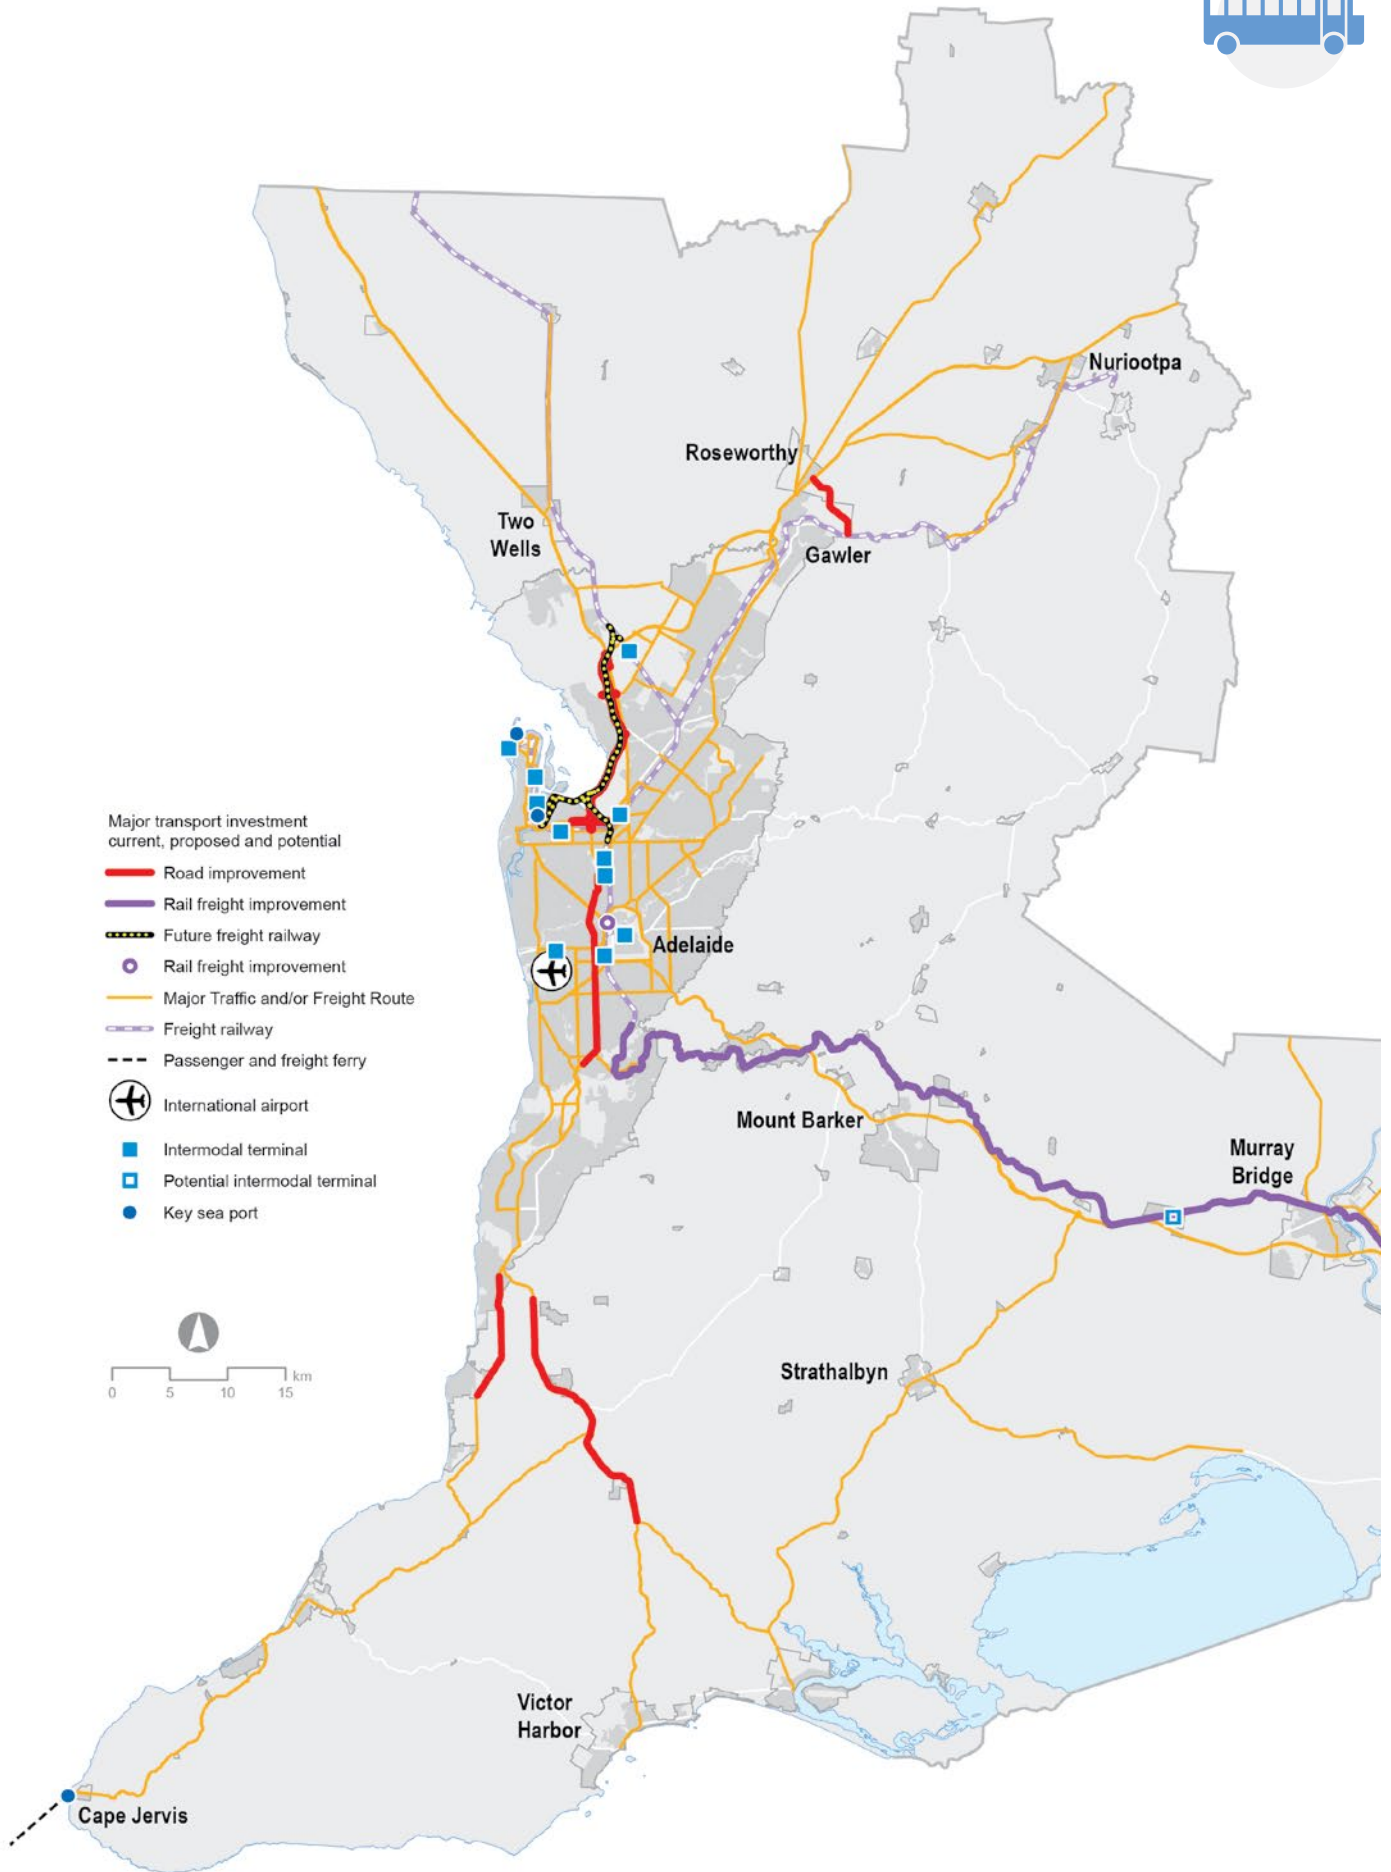 Nuriootpa
Roseworthy
Two
Wells
Gawler
Major transport investment
current, proposed and potential
Road improvement
Rail freight improvement
Future freight railway
Rail freight improvement
Major Traffic and/or Freight Route
Freight railway
Passenger and freight ferry
International airport
Intermodal terminal
Potential intermodal terminal
Key sea port
Adelaide
Mount Barker
Murray
Bridge
km
0 5 10 15
Strathalbyn
Victor
Harbor
Cape Jervis